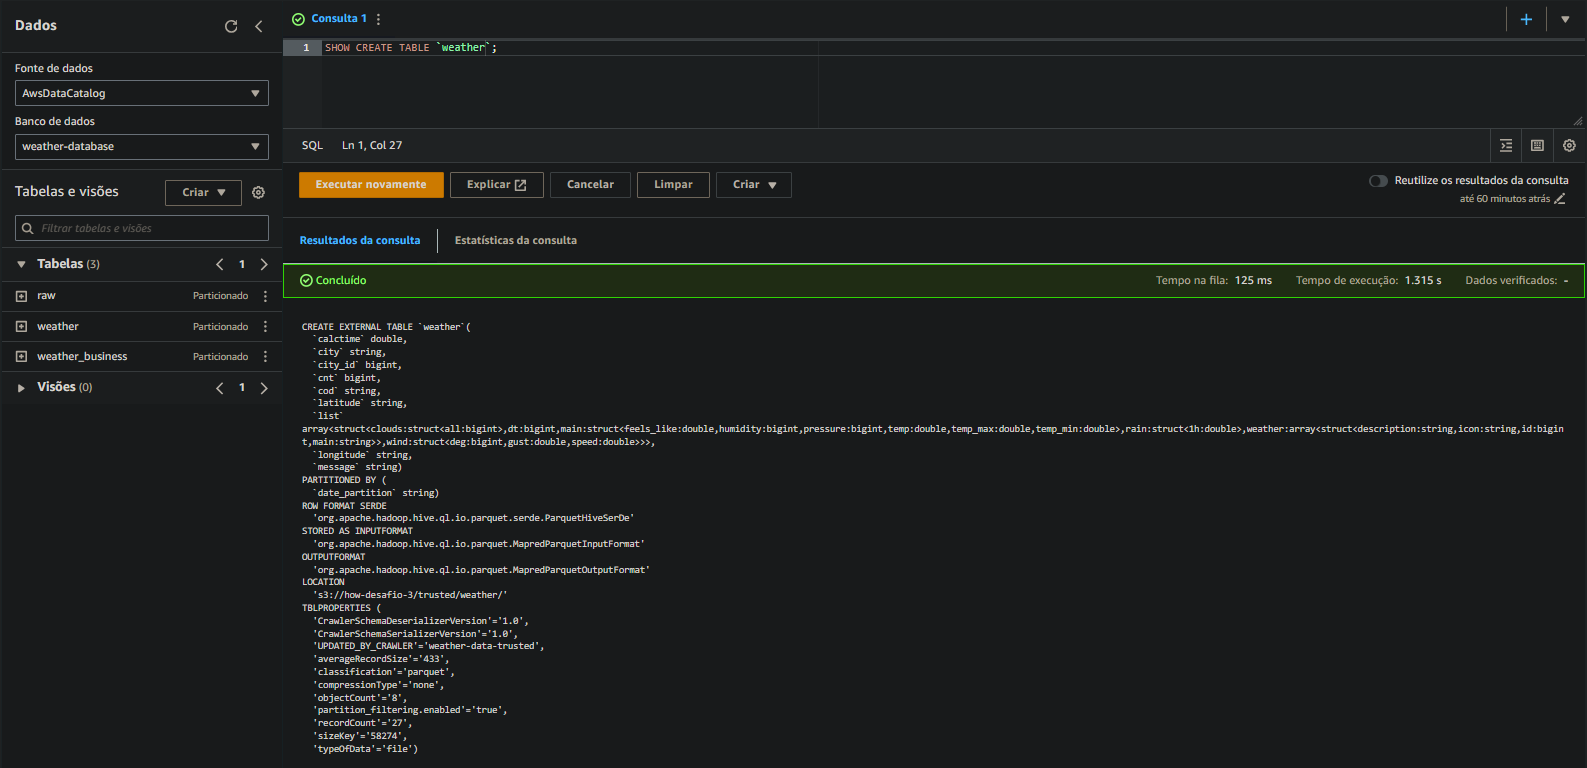 Dados
Fonte de dados
AwsDataCatalog
Banco de dados
weather-database
Tabelas e visões
Criar
Filtrar tabelas e visões
Tabelas (3)
1
raw
Particionado
weather
Particionado
weather_business
Particionado
Visões (0)
1
Consulta 1
1
SHOW CREATE TABLE `weather`;
SQL
Ln 1, Col 27
Executar novamente
Explicar
Cancelar
Limpar
Criar
Reutilize os resultados da consulta
até 60 minutos atrás
Resultados da consulta
Estatísticas da consulta
Concluído
Tempo na fila: 125 ms
Tempo de execução: 1.315 s
Dados verificados: -
CREATE EXTERNAL TABLE `weather`(
`calctime` double,
`city` string,
`city_id` bigint,
`cnt` bigint,
`cod` string,
`latitude` string,
`list`
array<struct<clouds:struct<all:bigint>,dt:bigint,main:struct<feels_like:double,humidity:bigint,pressure:bigint,temp:double,temp_max:double,temp_min:double>,rain:struct<1h:double>,weather:array<struct<description:string,icon:string,id:bigin
t,main:string>>,wind:struct<deg:bigint,gust:double,speed:double>>>,
`longitude` string,
`message` string)
PARTITIONED BY (
`date_partition` string)
ROW FORMAT SERDE
'org.apache.hadoop.hive.ql.io.parquet.serde.ParquetHiveSerDe'
STORED AS INPUTFORMAT
'org.apache.hadoop.hive.ql.io.parquet.MapredParquetInputFormat'
OUTPUTFORMAT
'org.apache.hadoop.hive.ql.io.parquet.MapredParquetOutputFormat'
LOCATION
's3://how-desafio-3/trusted/weather/'
TBLPROPERTIES (
'CrawlerSchemaDeserializerVersion'='1.0',
'CrawlerSchemaSerializerVersion'='1.0',
'UPDATED_BY_CRAWLER'='weather-data-trusted',
'averageRecordSize'='433',
'classification'='parquet',
'compressionType'='none',
'objectCount'='8',
'partition_filtering.enabled'='true',
'recordCount'='27',
'sizeKey'='58274',
'typeOfData'='file')